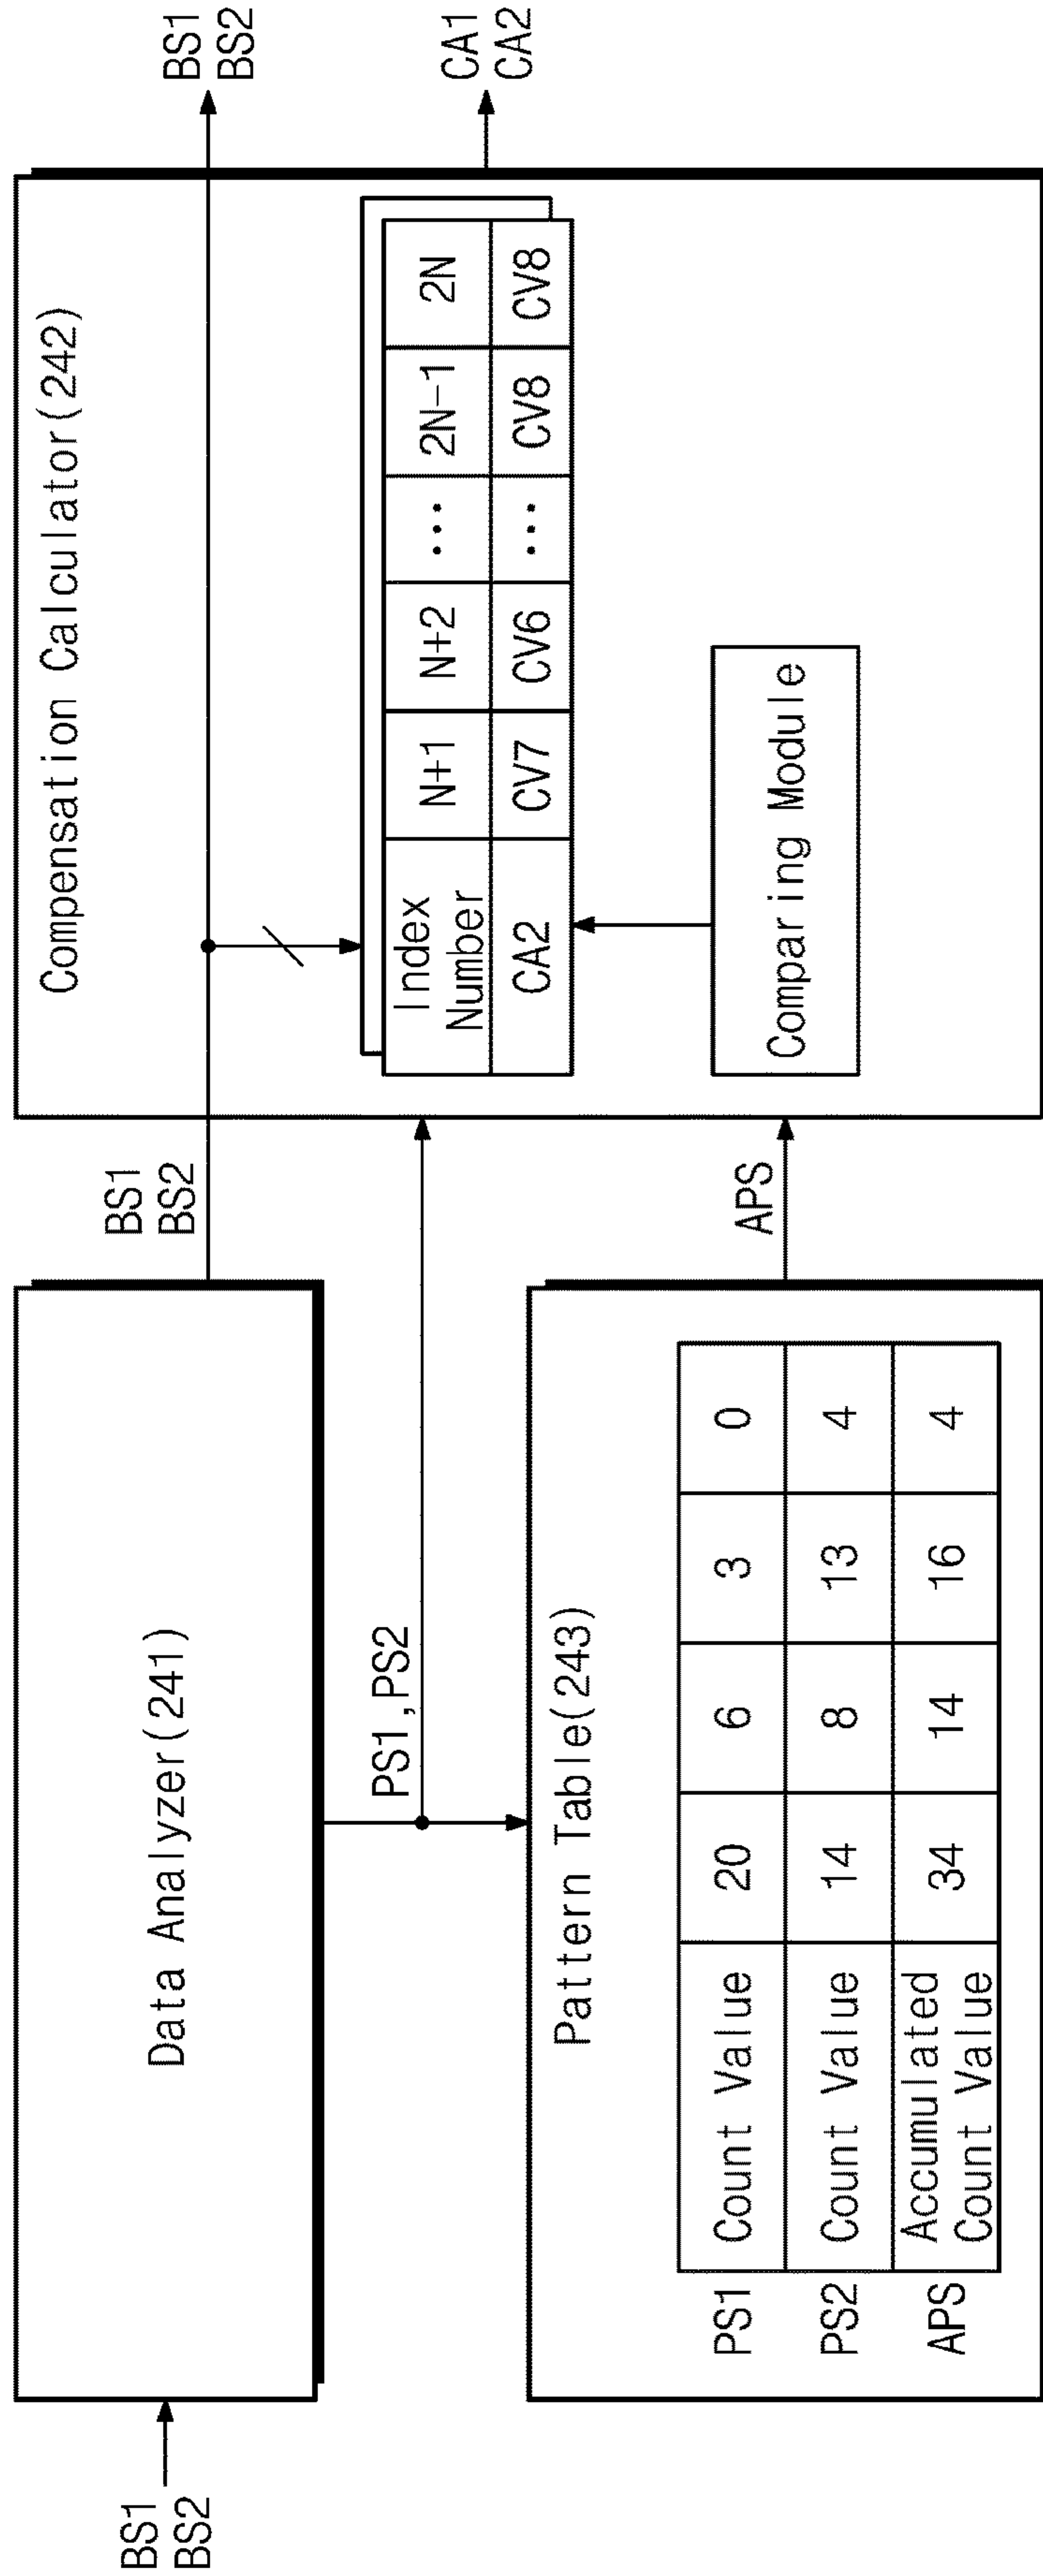 BS1
BS2
Data Analyzer(241)
BS1
BS2
Compensation Calculator(242)
BS1
BS2
PS1,PS2
Index Number N+1 N+2 ... 2N-1 2N
CA2 CV7 CV6 ... CV8 CV8
CA1
CA2
Comparing Module
Pattern Table(243)
PS1 Count Value 20 6 3 0
PS2 Count Value 14 8 13 4
APS Accumulated Count Value 34 14 16 4
APS